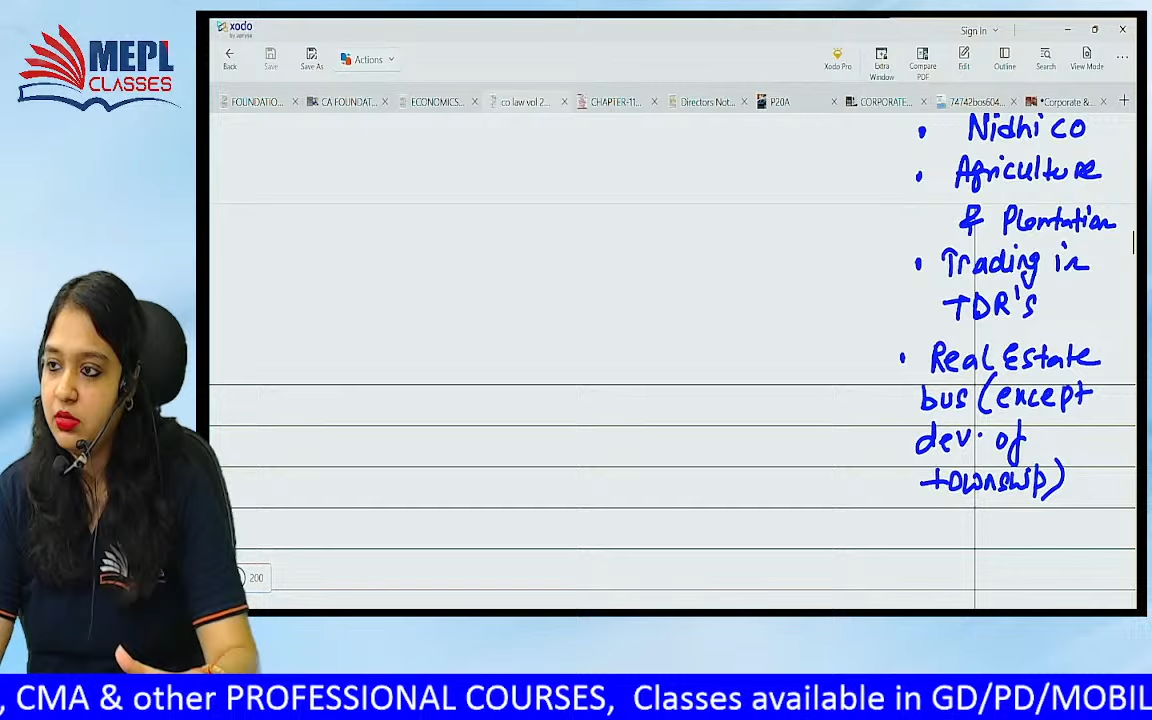 MEPL
CLASSES
xodo
by apryse
Sign In
Back
Save
Save As
Actions
Xodo Pro
Extra Window
Compare PDF
Edit
Outline
Search
View Mode
FOUNDATIO...
CA FOUNDAT...
ECONOMICS...
co law vol 2...
CHAPTER-11...
Directors Not...
P20A
CORPORATE...
74742bos604...
*Corporate &...
• Nidhi Co
• Agriculture
& Plantation
• Trading in
TDR's
• Real Estate
bus (except
dev. of
township)
200
, CMA & other PROFESSIONAL COURSES, Classes available in GD/PD/MOBIL